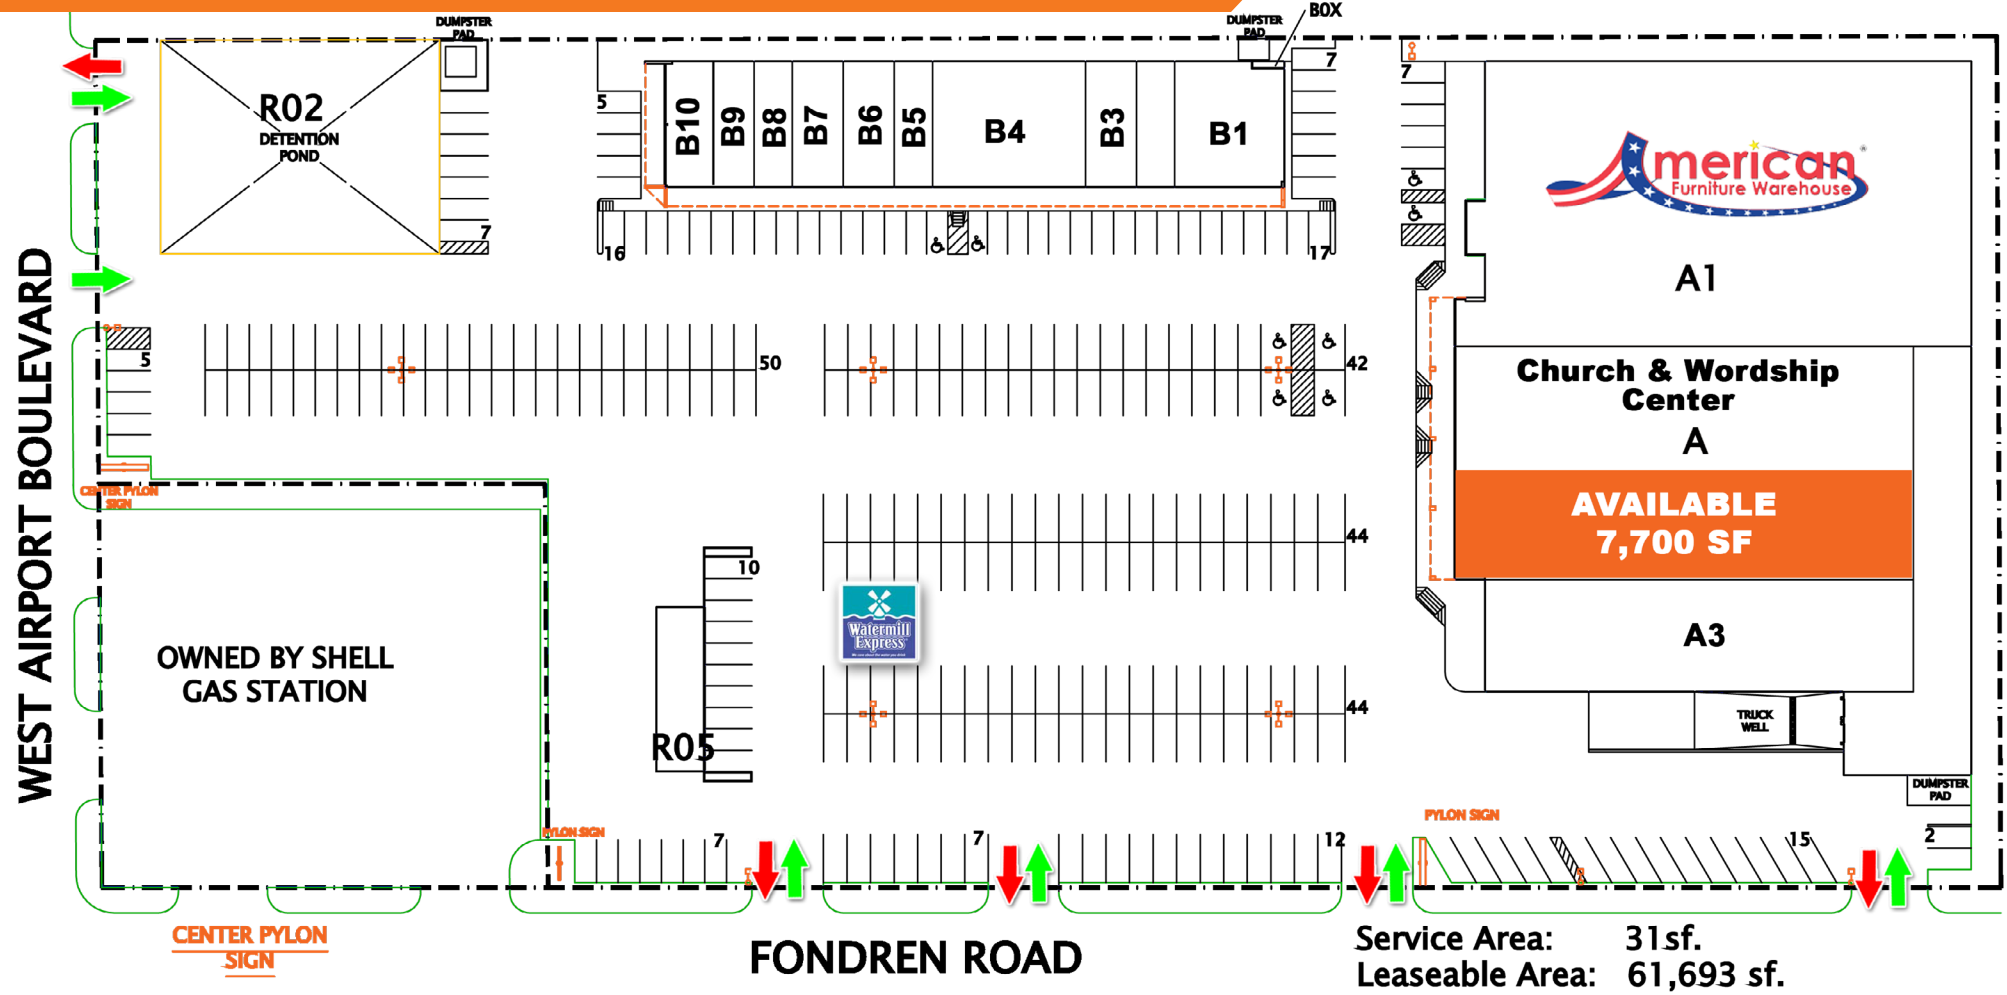 DUMPSTER
PAD
DUMPSTER
PAD
BOX
R02
DETENTION
POND
7
5
16
B10
B9
B8
B7
B6
B5
B4
B3
B1
17
7
7
American
Furniture Warehouse
A1
Church & Wordship
Center
A
AVAILABLE
7,700 SF
A3
TRUCK
WELL
DUMPSTER
PAD
2
WEST AIRPORT BOULEVARD
5
50
42
44
44
CENTER PYLON
SIGN
OWNED BY SHELL
GAS STATION
10
R05
Watermill
Express
PYLON SIGN
7
7
12
PYLON SIGN
15
CENTER PYLON
SIGN
FONDREN ROAD
Service Area: 31sf.
Leaseable Area: 61,693 sf.